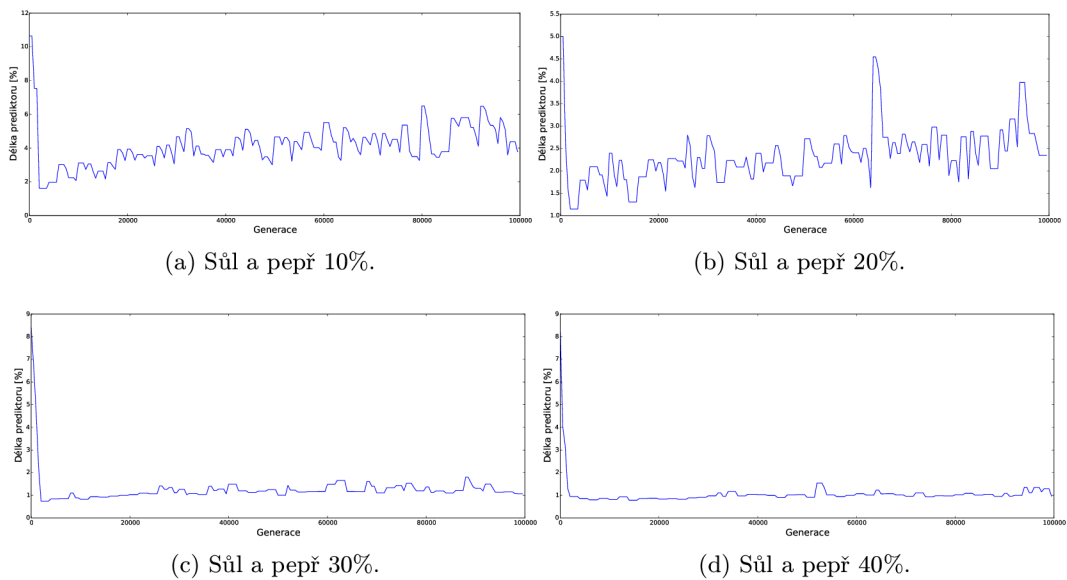 12
10
8
6
4
2
0
Délka prediktoru [%]
0 20000 40000 60000 80000 100000
Generace
(a) Sůl a pepř 10%.
5.5
5.0
4.5
4.0
3.5
3.0
2.5
2.0
1.5
1.0
Délka prediktoru [%]
0 20000 40000 60000 80000 100000
Generace
(b) Sůl a pepř 20%.
9
8
7
6
5
4
3
2
1
0
Délka prediktoru [%]
0 20000 40000 60000 80000 100000
Generace
(c) Sůl a pepř 30%.
9
8
7
6
5
4
3
2
1
0
Délka prediktoru [%]
0 20000 40000 60000 80000 100000
Generace
(d) Sůl a pepř 40%.